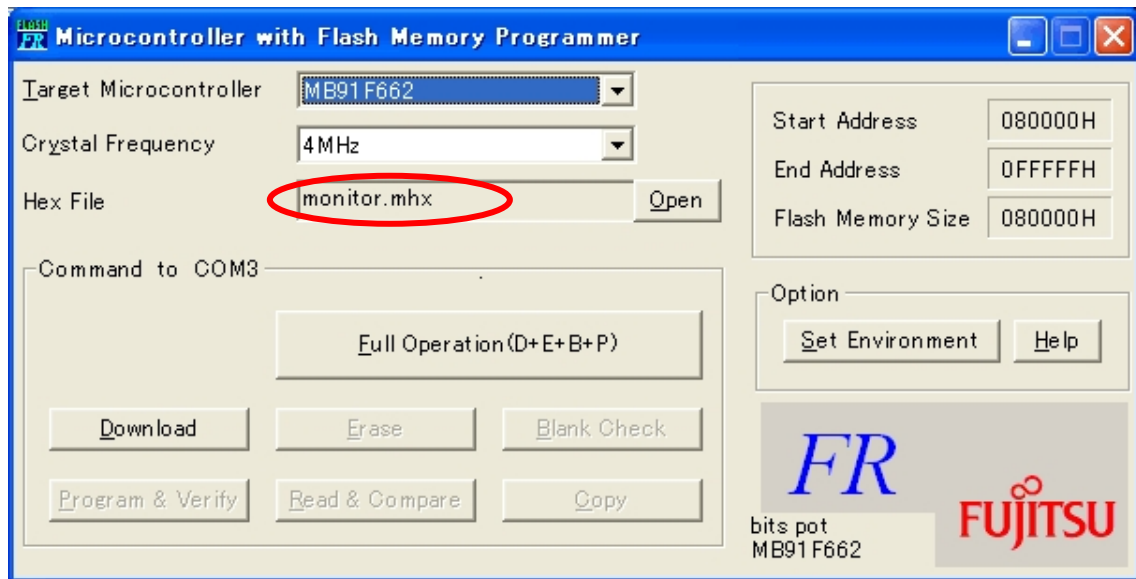 FLASH
FR
Microcontroller with Flash Memory Programmer
Target Microcontroller
MB91F662
Crystal Frequency
4MHz
Hex File
monitor.mhx
Open
Start Address
080000H
End Address
0FFFFFH
Flash Memory Size
080000H
Command to COM3
Full Operation(D+E+B+P)
Download
Erase
Blank Check
Program & Verify
Read & Compare
Copy
Option
Set Environment
Help
FR
FUJITSU
bits pot
MB91F662